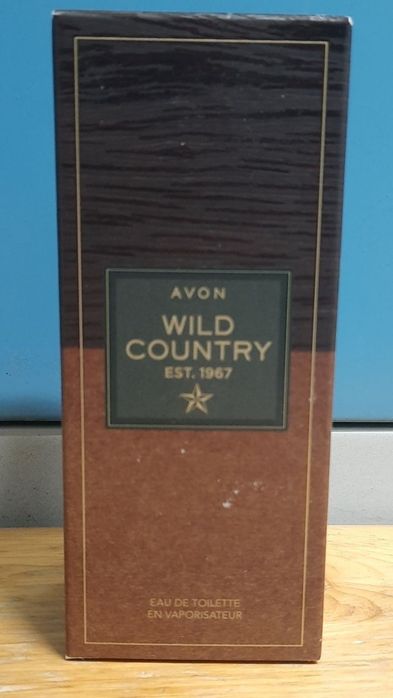 AVON
WILD
COUNTRY
EST. 1967
EAU DE TOILETTE
EN VAPORISATEUR